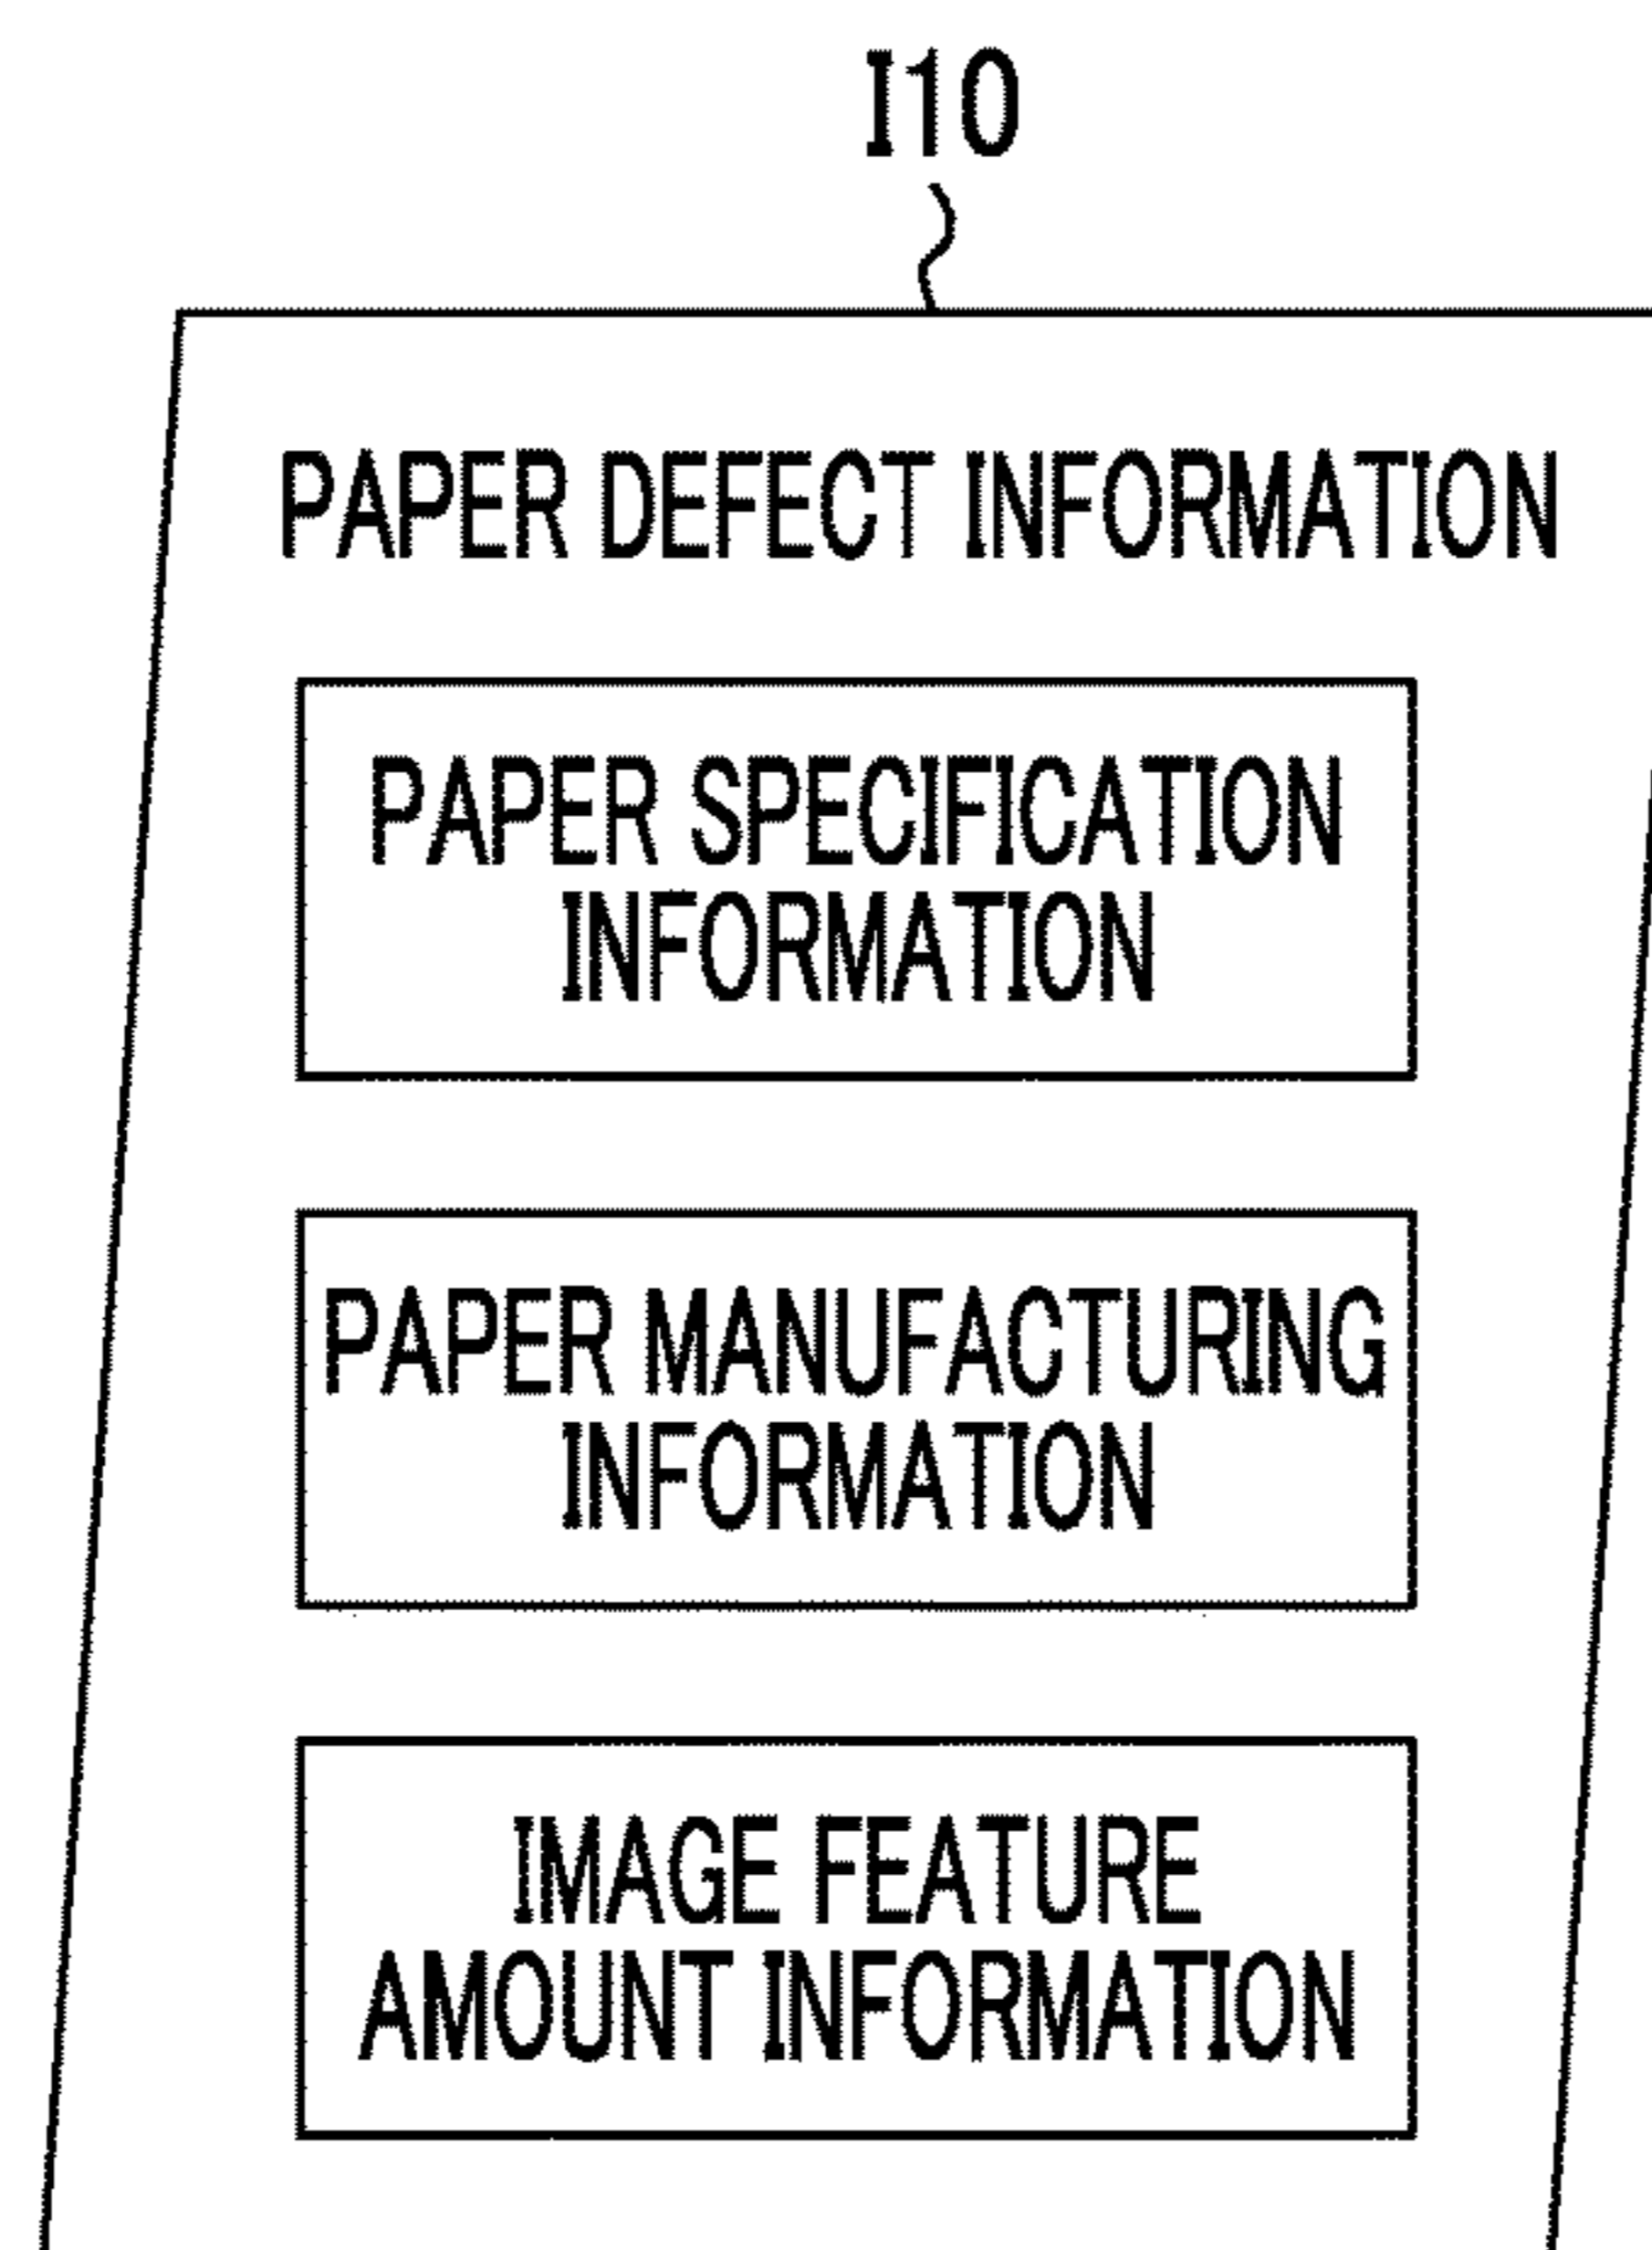 I10
PAPER DEFECT INFORMATION
PAPER SPECIFICATION
INFORMATION
PAPER MANUFACTURING
INFORMATION
IMAGE FEATURE
AMOUNT INFORMATION